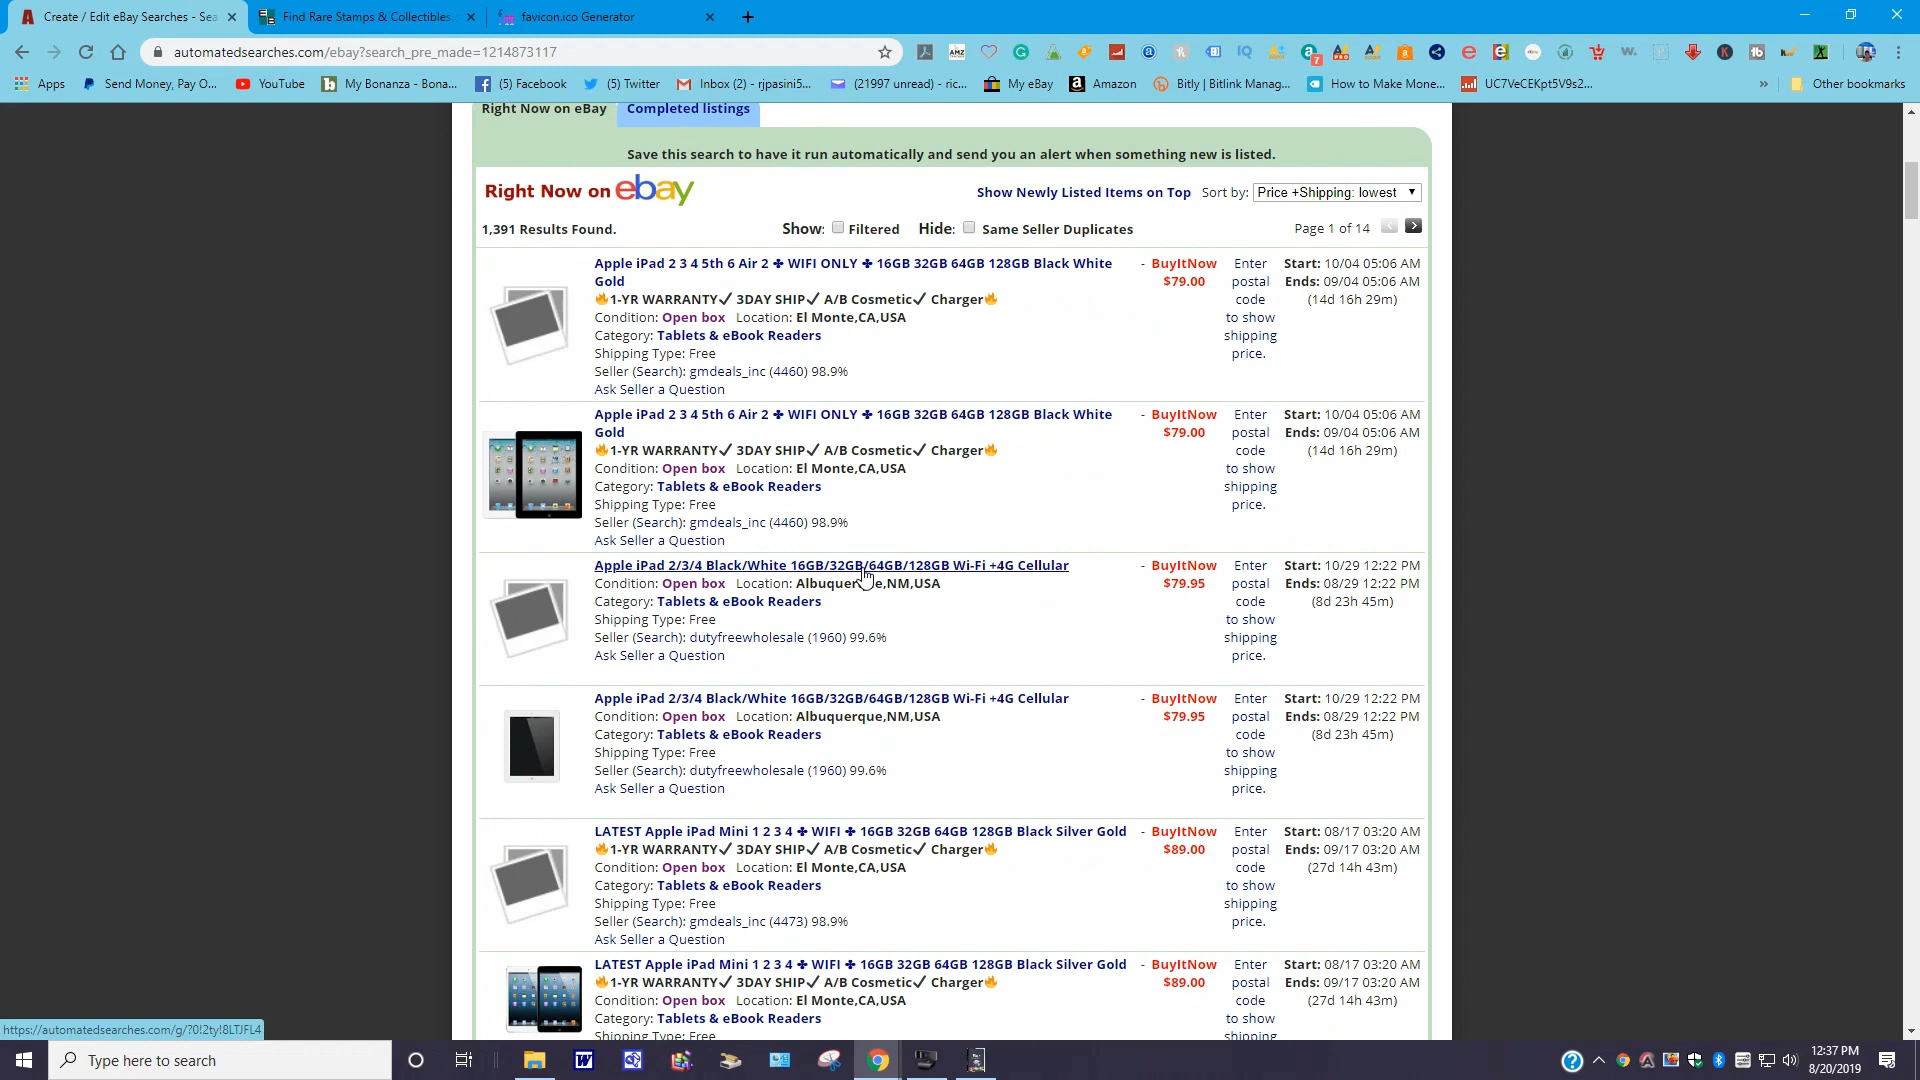 Create / Edit eBay Searches - Sea
Find Rare Stamps & Collectibles
favicon.ico Generator
automatedsearches.com/ebay?search_pre_made=1214873117
Apps
Send Money, Pay O...
YouTube
My Bonanza - Bona...
(5) Facebook
(5) Twitter
Inbox (2) - rjpasini5...
(21997 unread) - ric...
My eBay
Amazon
Bitly | Bitlink Manag...
How to Make Mone...
UC7VeCEKpt5V9s2...
Other bookmarks
Right Now on eBay
Completed listings
Save this search to have it run automatically and send you an alert when something new is listed.
Right Now on ebay
Show Newly Listed Items on Top Sort by: Price +Shipping: lowest
1,391 Results Found.
Show: Filtered Hide: Same Seller Duplicates
Page 1 of 14
Apple iPad 2 3 4 5th 6 Air 2 ✤ WIFI ONLY ✤ 16GB 32GB 64GB 128GB Black White
Gold
🔥1-YR WARRANTY✓ 3DAY SHIP✓ A/B Cosmetic✓ Charger🔥
Condition: Open box Location: El Monte,CA,USA
Category: Tablets & eBook Readers
Shipping Type: Free
Seller (Search): gmdeals_inc (4460) 98.9%
Ask Seller a Question
- BuyItNow
$79.00
Enter
postal
code
to show
shipping
price.
Start: 10/04 05:06 AM
Ends: 09/04 05:06 AM
(14d 16h 29m)
Apple iPad 2 3 4 5th 6 Air 2 ✤ WIFI ONLY ✤ 16GB 32GB 64GB 128GB Black White
Gold
🔥1-YR WARRANTY✓ 3DAY SHIP✓ A/B Cosmetic✓ Charger🔥
Condition: Open box Location: El Monte,CA,USA
Category: Tablets & eBook Readers
Shipping Type: Free
Seller (Search): gmdeals_inc (4460) 98.9%
Ask Seller a Question
- BuyItNow
$79.00
Enter
postal
code
to show
shipping
price.
Start: 10/04 05:06 AM
Ends: 09/04 05:06 AM
(14d 16h 29m)
Apple iPad 2/3/4 Black/White 16GB/32GB/64GB/128GB Wi-Fi +4G Cellular
Condition: Open box Location: Albuquerque,NM,USA
Category: Tablets & eBook Readers
Shipping Type: Free
Seller (Search): dutyfreewholesale (1960) 99.6%
Ask Seller a Question
- BuyItNow
$79.95
Enter
postal
code
to show
shipping
price.
Start: 10/29 12:22 PM
Ends: 08/29 12:22 PM
(8d 23h 45m)
Apple iPad 2/3/4 Black/White 16GB/32GB/64GB/128GB Wi-Fi +4G Cellular
Condition: Open box Location: Albuquerque,NM,USA
Category: Tablets & eBook Readers
Shipping Type: Free
Seller (Search): dutyfreewholesale (1960) 99.6%
Ask Seller a Question
- BuyItNow
$79.95
Enter
postal
code
to show
shipping
price.
Start: 10/29 12:22 PM
Ends: 08/29 12:22 PM
(8d 23h 45m)
LATEST Apple iPad Mini 1 2 3 4 ✤ WIFI ✤ 16GB 32GB 64GB 128GB Black Silver Gold
🔥1-YR WARRANTY✓ 3DAY SHIP✓ A/B Cosmetic✓ Charger🔥
Condition: Open box Location: El Monte,CA,USA
Category: Tablets & eBook Readers
Shipping Type: Free
Seller (Search): gmdeals_inc (4473) 98.9%
Ask Seller a Question
- BuyItNow
$89.00
Enter
postal
code
to show
shipping
price.
Start: 08/17 03:20 AM
Ends: 09/17 03:20 AM
(27d 14h 43m)
LATEST Apple iPad Mini 1 2 3 4 ✤ WIFI ✤ 16GB 32GB 64GB 128GB Black Silver Gold
🔥1-YR WARRANTY✓ 3DAY SHIP✓ A/B Cosmetic✓ Charger🔥
Condition: Open box Location: El Monte,CA,USA
Category: Tablets & eBook Readers
Shipping Type: Free
- BuyItNow
$89.00
Enter
postal
code
to show
shipping
Start: 08/17 03:20 AM
Ends: 09/17 03:20 AM
(27d 14h 43m)
https://automatedsearches.com/g/?0!2ty!8LTJFL4
Type here to search
12:37 PM
8/20/2019